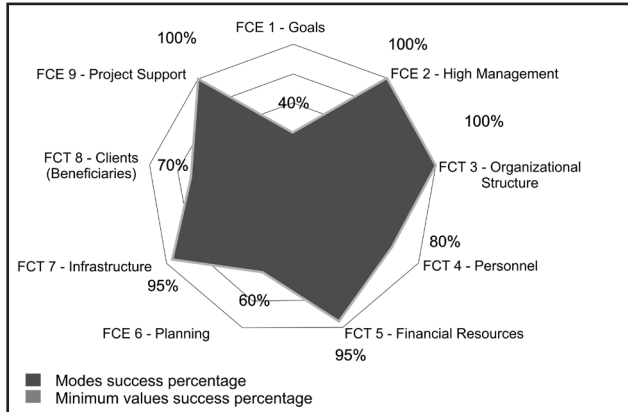 FCE 1 - Goals
100%
100%
FCE 9 - Project Support
FCE 2 - High Management
40%
100%
FCT 8 - Clients
(Beneficiaries)
70%
FCT 3 - Organizational
Structure
80%
FCT 7 - Infrastructure
FCT 4 - Personnel
95%
60%
FCE 6 - Planning
FCT 5 - Financial Resources
95%
Modes success percentage
Minimum values success percentage